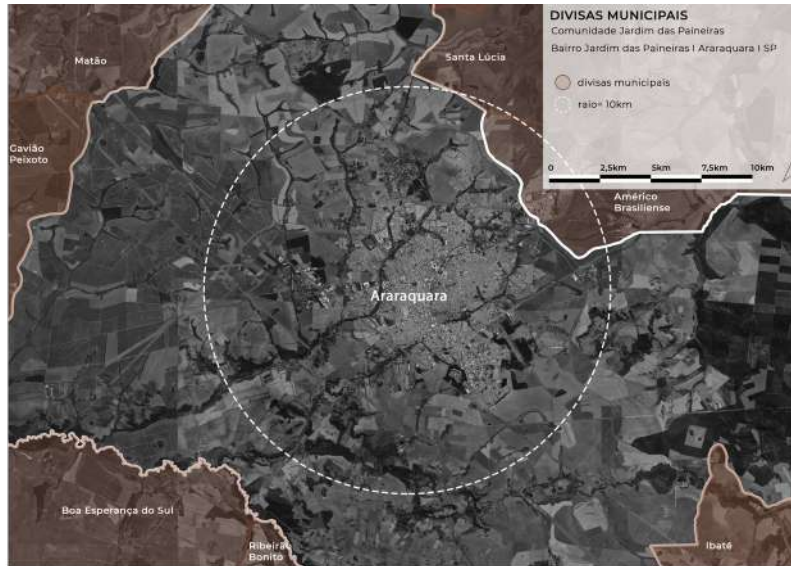 DIVISAS MUNICIPAIS
Comunidade Jardim das Paineiras
Bairro Jardim das Paineiras I Araraquara I SP
divisas municipais
raio= 10km
0 2,5km 5km 7,5km 10km
Matão
Santa Lúcia
Gavião
Peixoto
Américo
Brasiliense
Araraquara
Boa Esperança do Sul
Ribeirão
Bonito
Ibaté